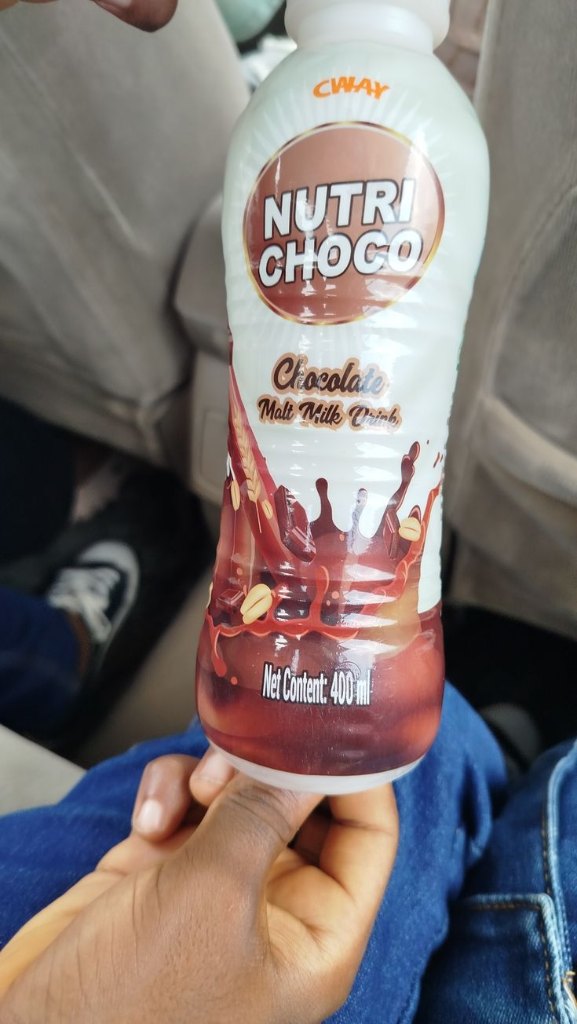 CWAY
NUTRI
CHOCO
Chocolate
Malt Milk Drink
Net Content: 400 ml